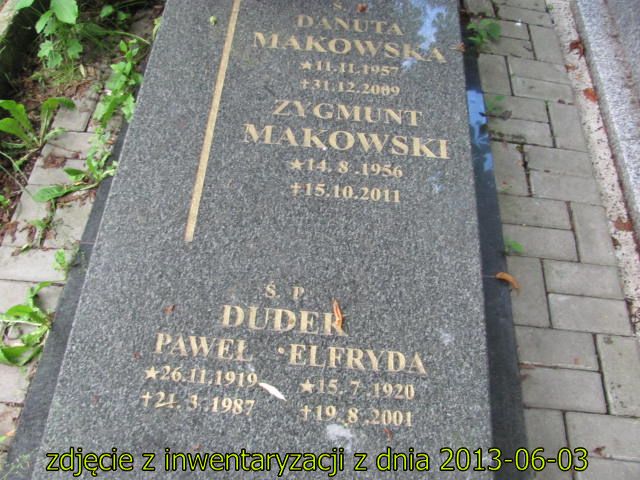 Ś.
DANUTA
MAKOWSKA
★11.11.1957
†31.12.2009
ZYGMUNT
MAKOWSKI
★14.8.1956
†15.10.2011
Ś. P.
DUDEK
PAWEŁ ELFRYDA
★26.11.1919 ★15.7.1920
†21.3.1987 †19.8.2001
zdjęcie z inwentaryzacji z dnia 2013-06-03